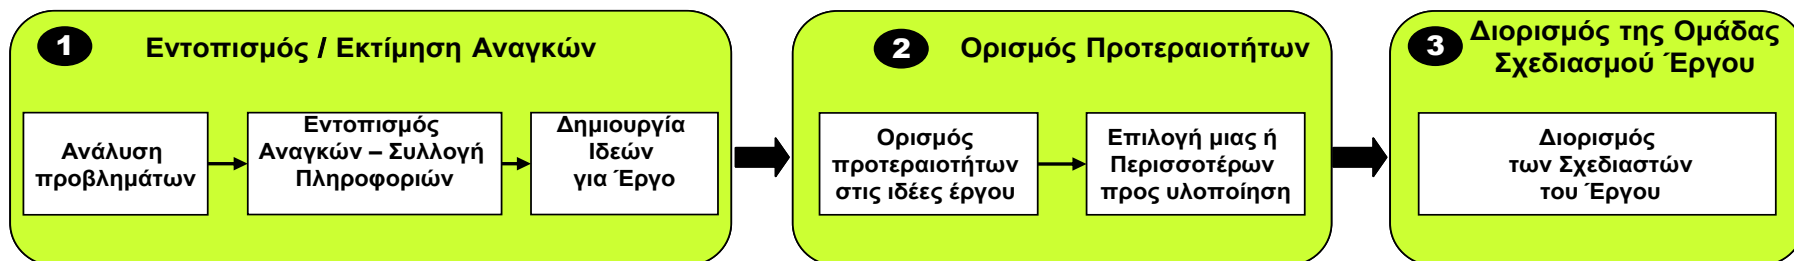 1 Εντοπισμός / Εκτίμηση Αναγκών
Ανάλυση
προβλημάτων
Εντοπισμός
Αναγκών – Συλλογή
Πληροφοριών
Δημιουργία
Ιδεών
για Έργο
2 Ορισμός Προτεραιοτήτων
Ορισμός
προτεραιοτήτων
στις ιδέες έργου
Επιλογή μιας ή
Περισσοτέρων
προς υλοποίηση
3 Διορισμός της Ομάδας
Σχεδιασμού Έργου
Διορισμός
των Σχεδιαστών
του Έργου